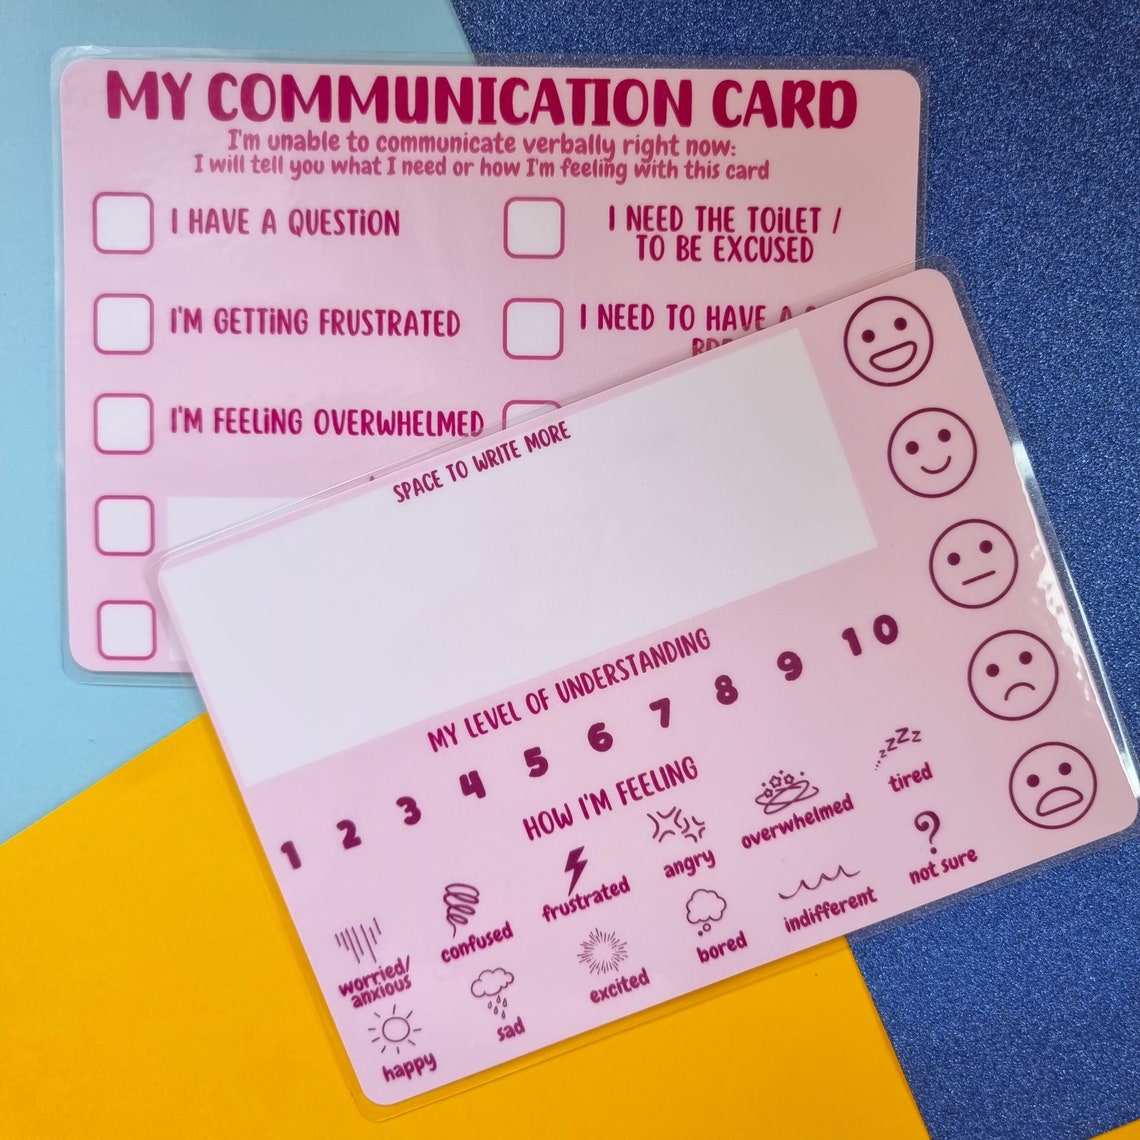 MY COMMUNICATION CARD
I'm unable to communicate verbally right now:
I will tell you what I need or how I'm feeling with this card
I HAVE A QUESTION
I NEED THE TOILET /
TO BE EXCUSED
I'M GETTING FRUSTRATED
I NEED TO HAVE A
I'M FEELING OVERWHELMED
SPACE TO WRITE MORE
MY LEVEL OF UNDERSTANDING
1 2 3 4 5 6 7 8 9 10
HOW I'M FEELING
worried/
anxious
confused
frustrated
angry
overwhelmed
tired
happy
sad
excited
bored
indifferent
not sure